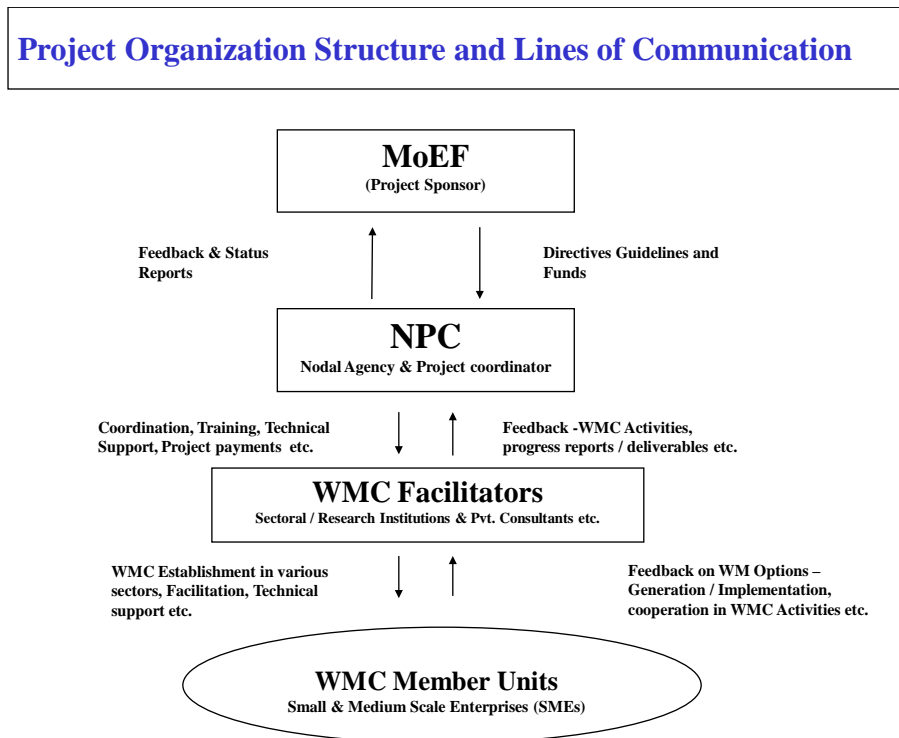 Project Organization Structure and Lines of Communication
MoEF
(Project Sponsor)
Feedback & Status
Reports
Directives Guidelines and
Funds
NPC
Nodal Agency & Project coordinator
Coordination, Training, Technical
Support, Project payments etc.
Feedback -WMC Activities,
progress reports / deliverables etc.
WMC Facilitators
Sectoral / Research Institutions & Pvt. Consultants etc.
WMC Establishment in various
sectors, Facilitation, Technical
support etc.
Feedback on WM Options –
Generation / Implementation,
cooperation in WMC Activities etc.
WMC Member Units
Small & Medium Scale Enterprises (SMEs)